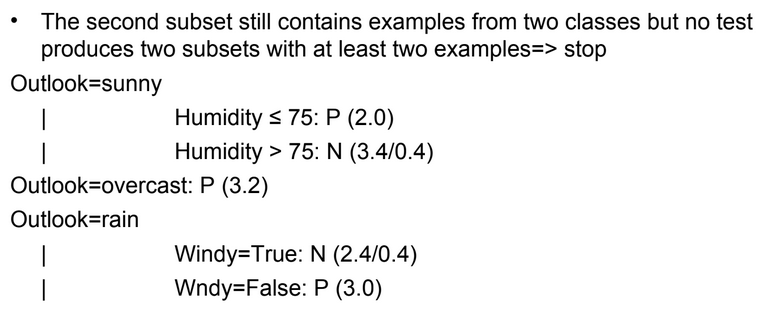 • The second subset still contains examples from two classes but no test
produces two subsets with at least two examples=> stop
Outlook=sunny
| Humidity ≤ 75: P (2.0)
| Humidity > 75: N (3.4/0.4)
Outlook=overcast: P (3.2)
Outlook=rain
| Windy=True: N (2.4/0.4)
| Wndy=False: P (3.0)